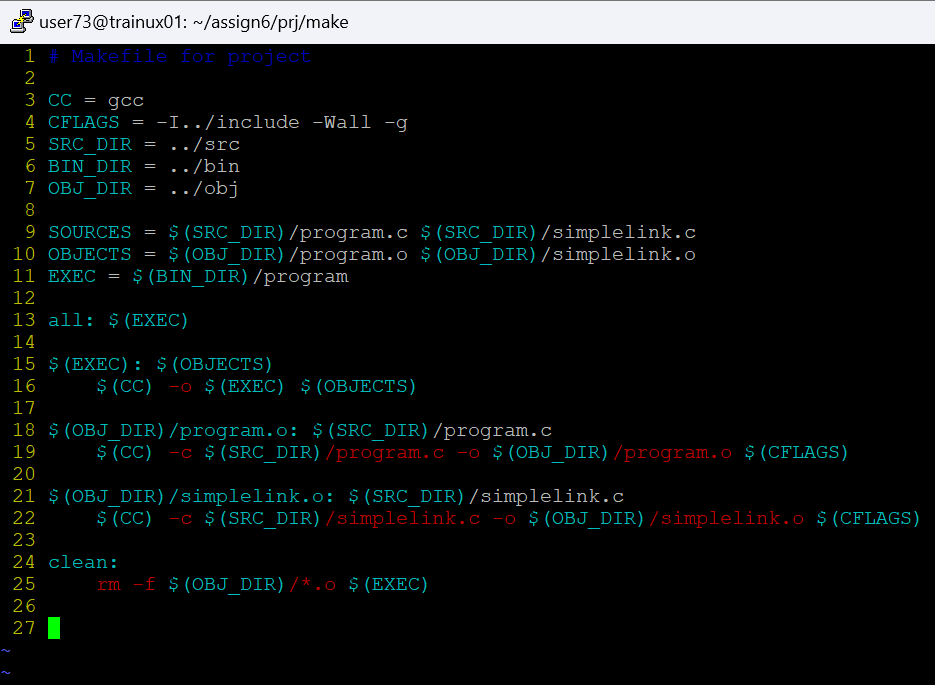 user73@trainux01: ~/assign6/prj/make
1 # Makefile for project
2
3 CC = gcc
4 CFLAGS = -I../include -Wall -g
5 SRC_DIR = ../src
6 BIN_DIR = ../bin
7 OBJ_DIR = ../obj
8
9 SOURCES = $(SRC_DIR)/program.c $(SRC_DIR)/simplelink.c
10 OBJECTS = $(OBJ_DIR)/program.o $(OBJ_DIR)/simplelink.o
11 EXEC = $(BIN_DIR)/program
12
13 all: $(EXEC)
14
15 $(EXEC): $(OBJECTS)
16     $(CC) -o $(EXEC) $(OBJECTS)
17
18 $(OBJ_DIR)/program.o: $(SRC_DIR)/program.c
19     $(CC) -c $(SRC_DIR)/program.c -o $(OBJ_DIR)/program.o $(CFLAGS)
20
21 $(OBJ_DIR)/simplelink.o: $(SRC_DIR)/simplelink.c
22     $(CC) -c $(SRC_DIR)/simplelink.c -o $(OBJ_DIR)/simplelink.o $(CFLAGS)
23
24 clean:
25     rm -f $(OBJ_DIR)/*.o $(EXEC)
26
27
~
~